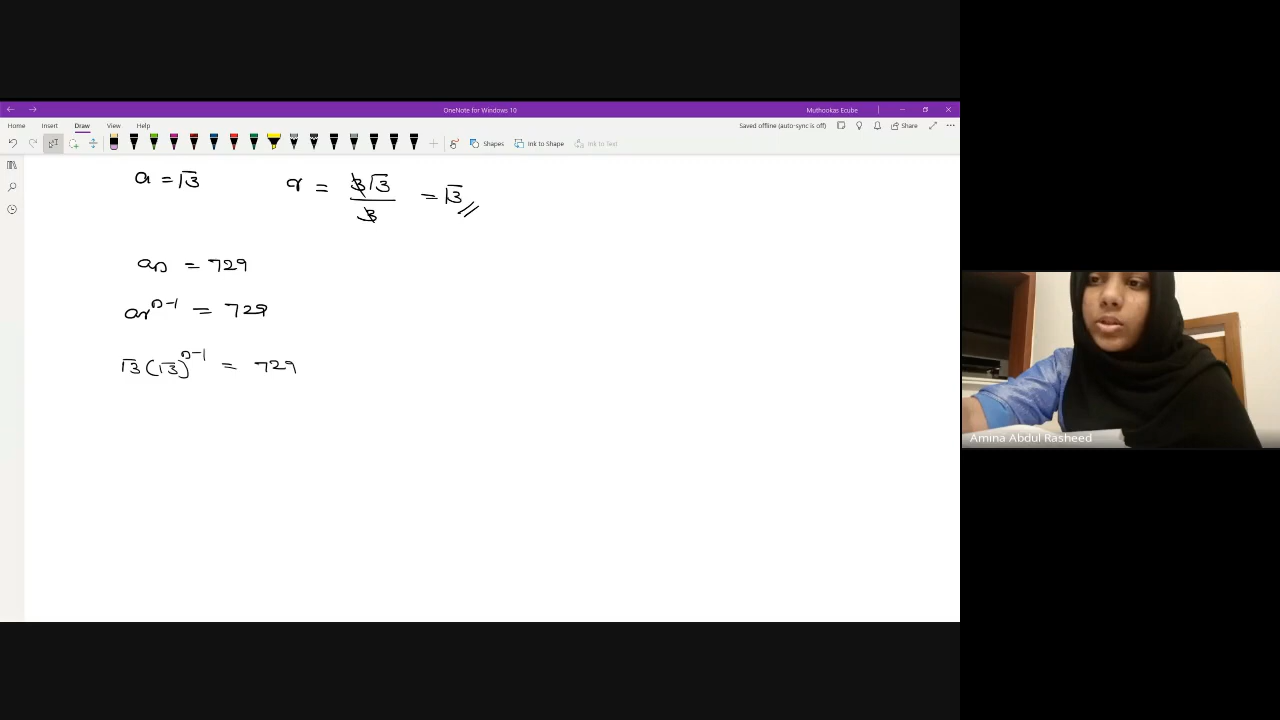 OneNote for Windows 10
Muthookas Ecube
Home Insert Draw View Help
Saved offline (auto-sync is off)
Share
Shapes
Ink to Shape
Ink to Text
a = √3
r = 3√3/3 = √3
an = 729
ar^n-1 = 729
√3(√3)^n-1 = 729
Amina Abdul Rasheed